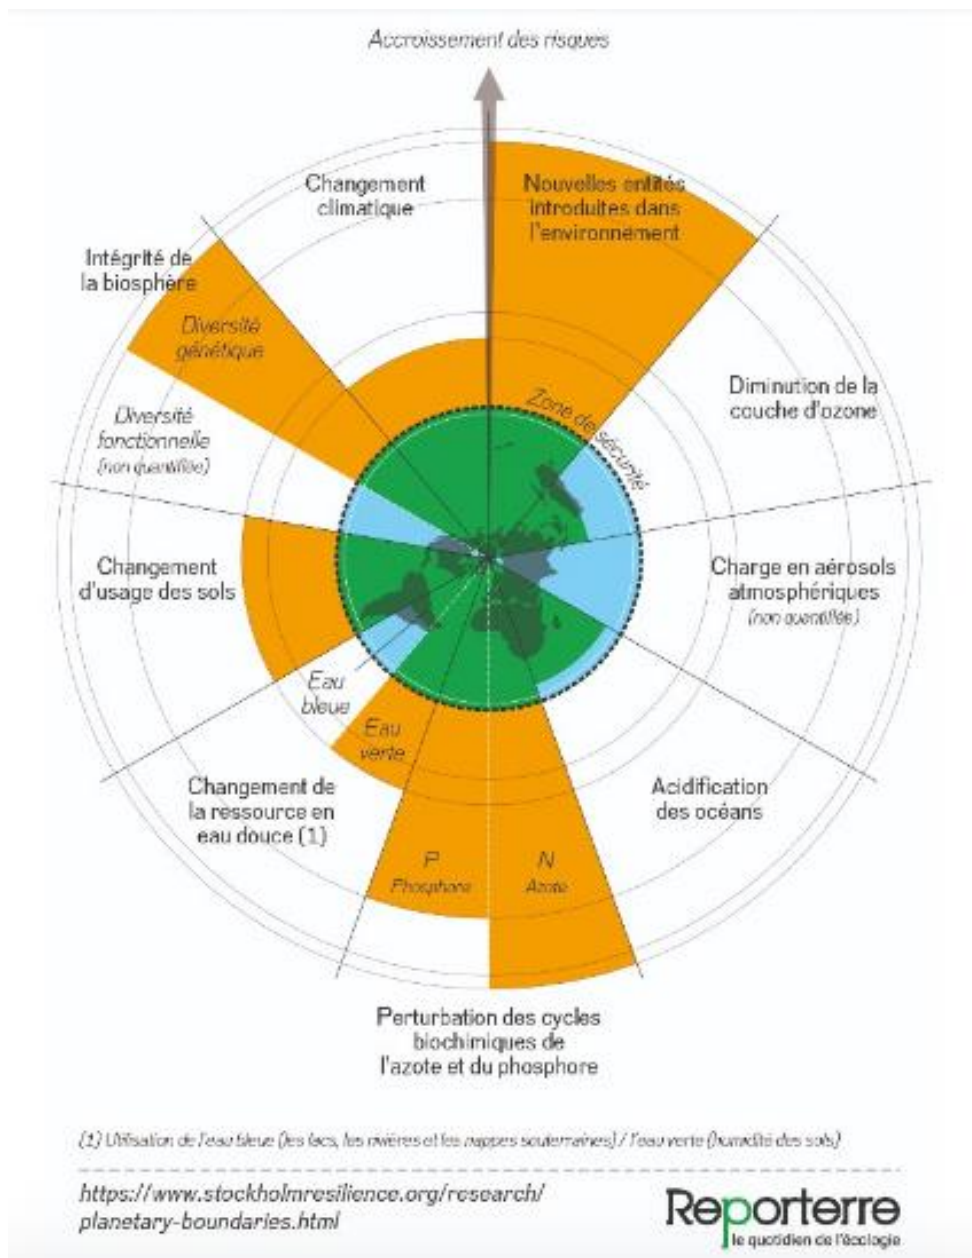 Accroissement des risques
Changement
climatique
Nouvelles entités
introduites dans
l'environnement
Intégrité de
la biosphère
Diversité
génétique
Diversité
fonctionnelle
(non quantifiée)
Zone de sécurité
Diminution de la
couche d'ozone
Changement
d'usage des sols
Charge en aérosols
atmosphériques
(non quantifiée)
Eau
bleue
Eau
verte
Changement de
la ressource en
eau douce (1)
Acidification
des océans
P
Phosphore
N
Azote
Perturbation des cycles
biochimiques de
l'azote et du phosphore
(1) Utilisation de l'eau bleue (les lacs, les rivières et les nappes souterraines) / l'eau verte (humidité des sols)
https://www.stockholmresilience.org/research/
planetary-boundaries.html
Reporterre
le quotidien de l'écologie